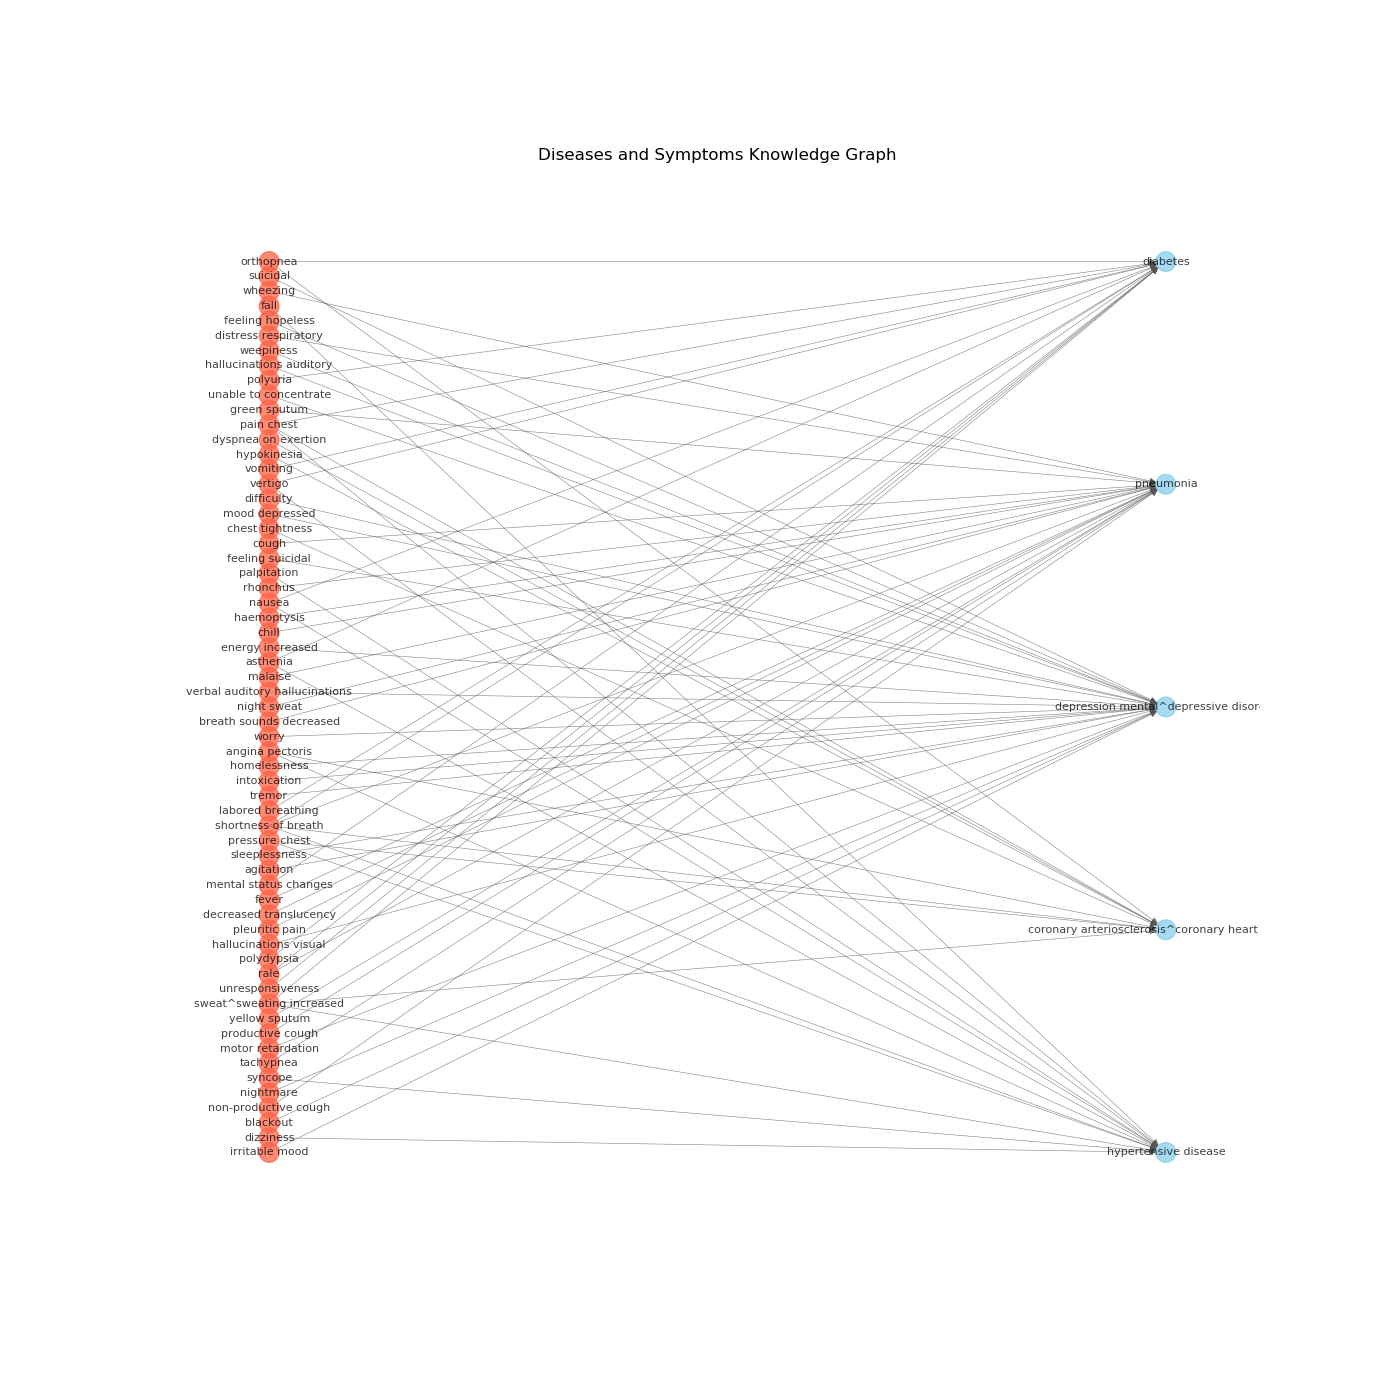 Diseases and Symptoms Knowledge Graph
orthopnea
suicidal
wheezing
fall
feeling hopeless
distress respiratory
weepiness
hallucinations auditory
polyuria
unable to concentrate
green sputum
pain chest
dyspnea on exertion
hypokinesia
vomiting
vertigo
difficulty
mood depressed
chest tightness
cough
feeling suicidal
palpitation
rhonchus
nausea
haemoptysis
chill
energy increased
asthenia
malaise
verbal auditory hallucinations
night sweat
breath sounds decreased
worry
angina pectoris
homelessness
intoxication
tremor
labored breathing
shortness of breath
pressure chest
sleeplessness
agitation
mental status changes
fever
decreased translucency
pleuritic pain
hallucinations visual
polydypsia
rale
unresponsiveness
sweat^sweating increased
yellow sputum
productive cough
motor retardation
tachypnea
syncope
nightmare
non-productive cough
blackout
dizziness
irritable mood
diabetes
pneumonia
depression mental^depressive disor
coronary arteriosclerosis^coronary heart
hypertensive disease